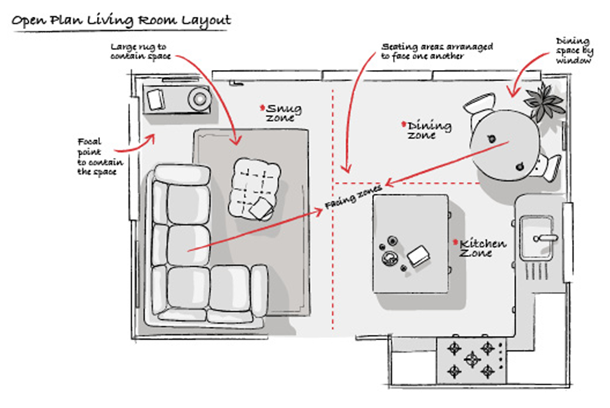 Open Plan Living Room Layout
Large rug to
contain space
Seating areas arranaged
to face one another
Dining
space by
window
*Snug
zone
*Dining
zone
Focal
point
to contain
the space
Facing zones
*Kitchen
Zone